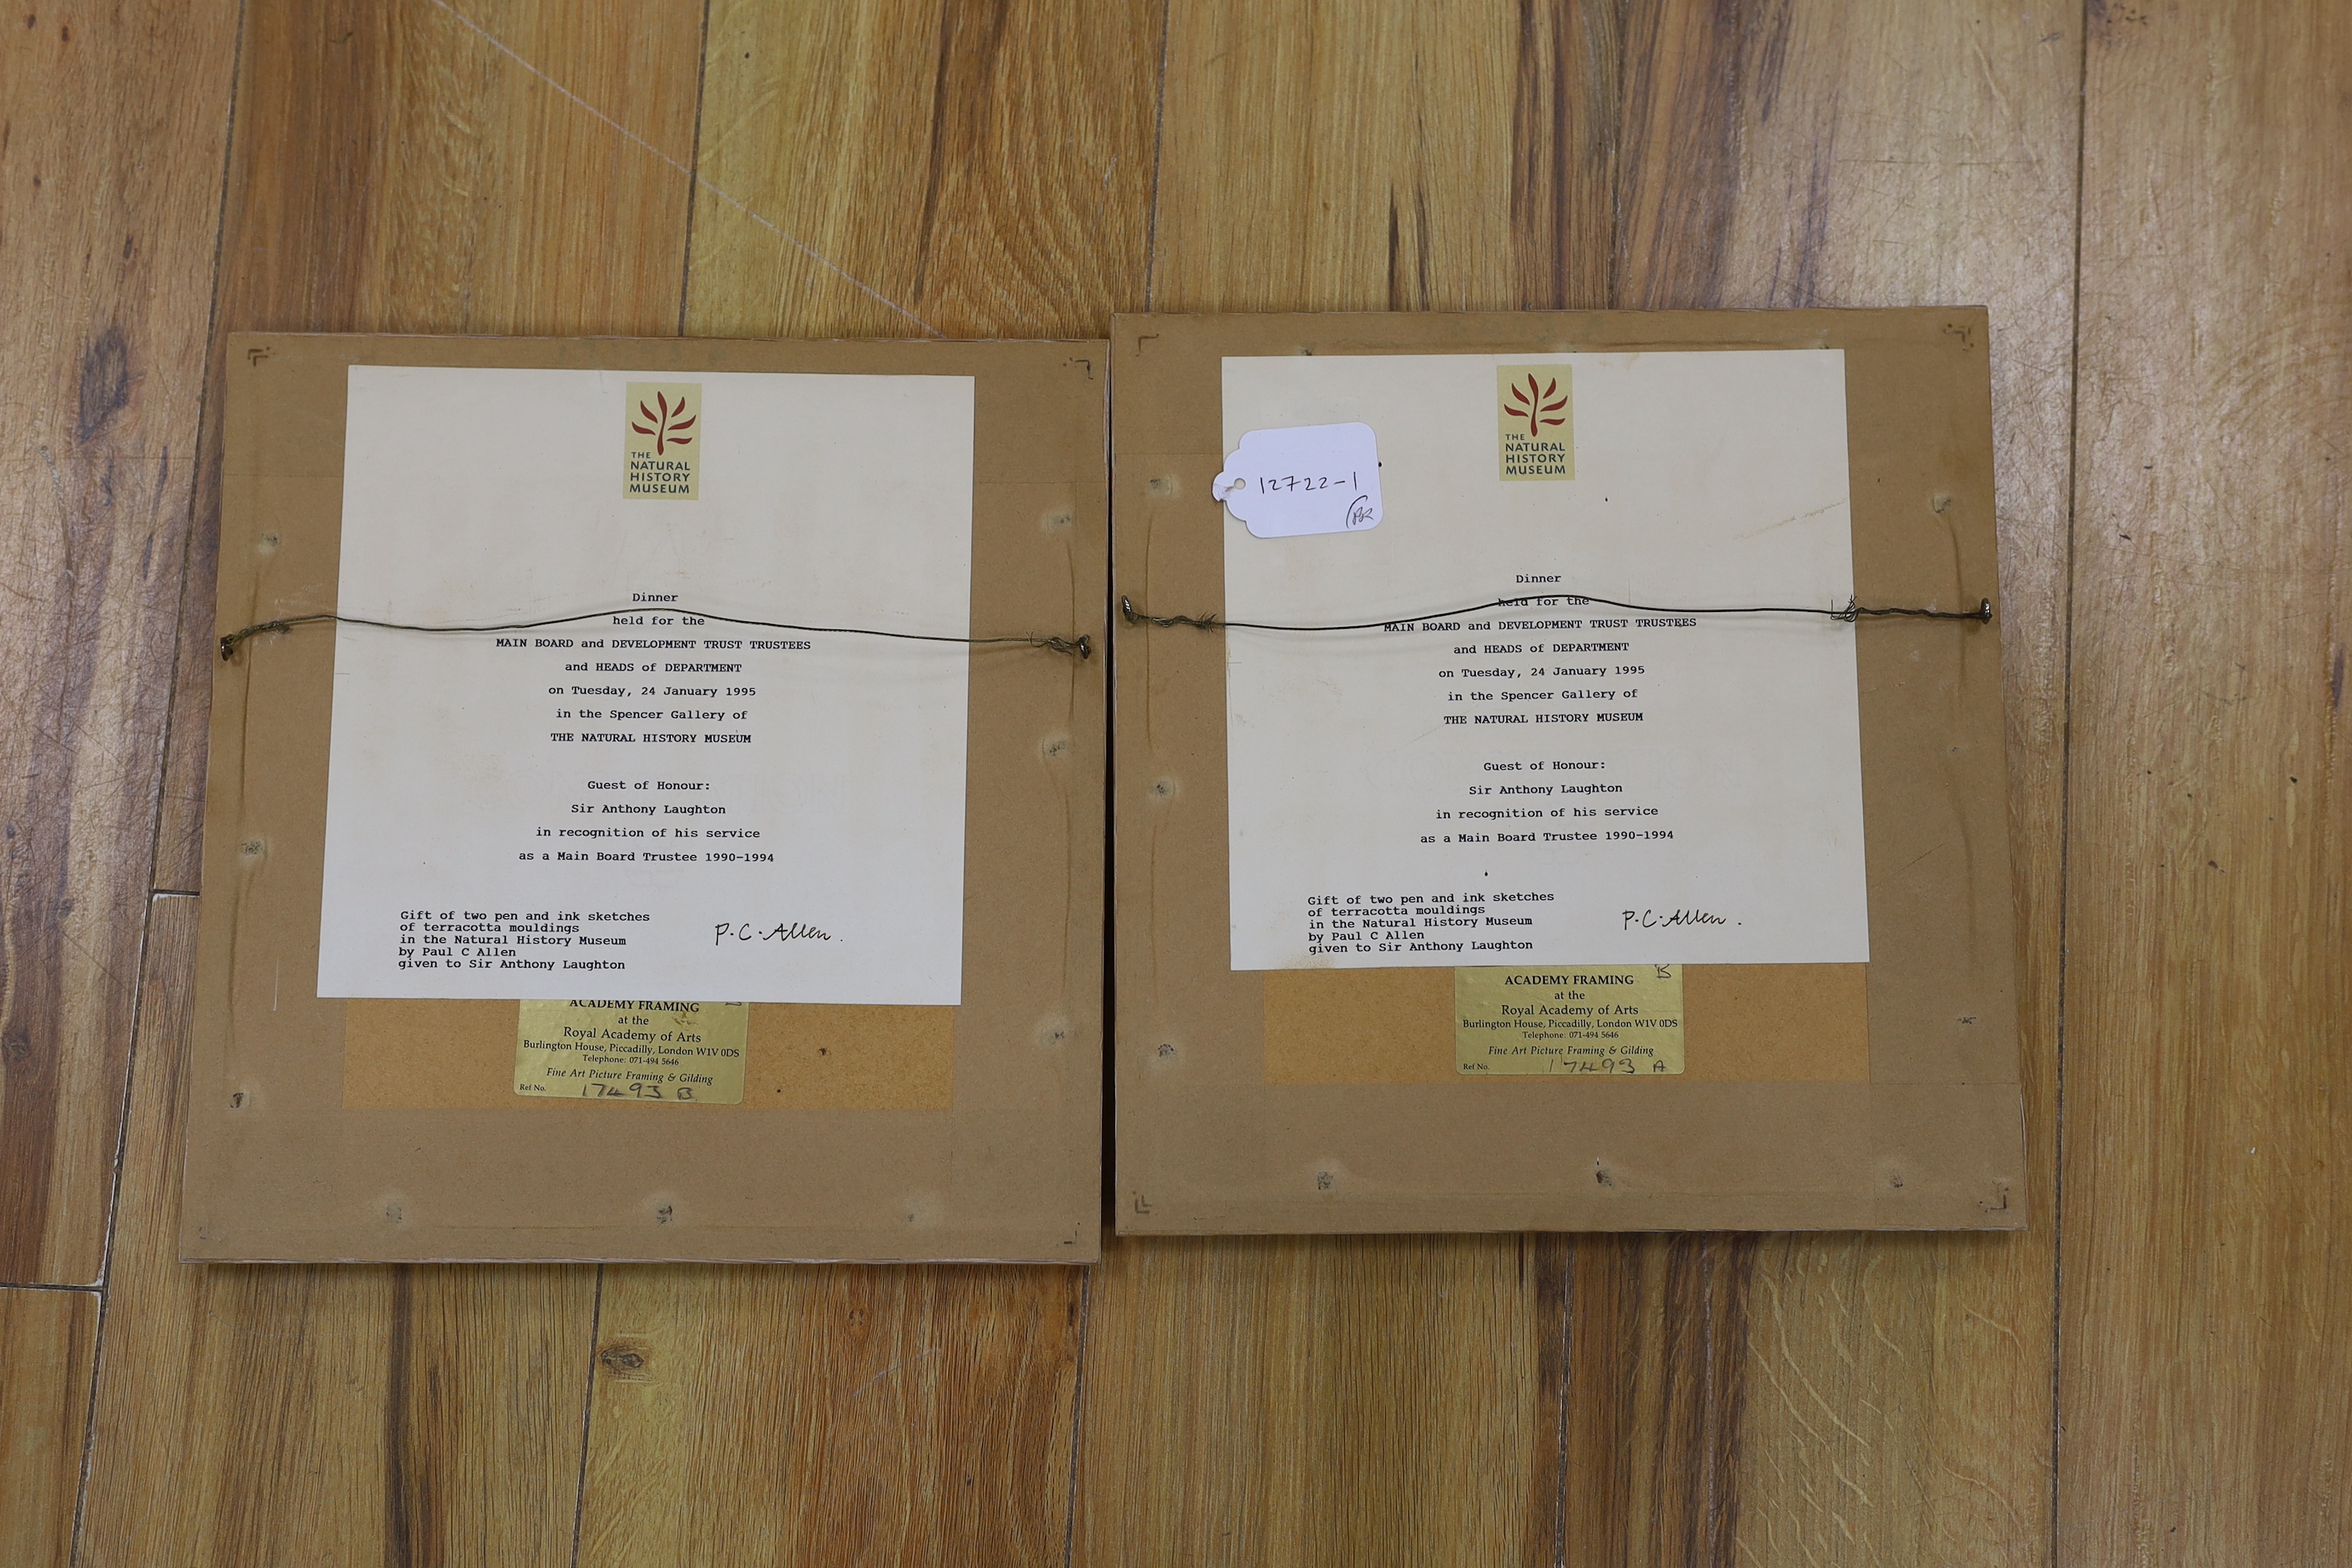 THE
NATURAL
HISTORY
MUSEUM
Dinner
held for the
MAIN BOARD and DEVELOPMENT TRUST TRUSTEES
and HEADS of DEPARTMENT
on Tuesday, 24 January 1995
in the Spencer Gallery of
THE NATURAL HISTORY MUSEUM
Guest of Honour:
Sir Anthony Laughton
in recognition of his service
as a Main Board Trustee 1990-1994
Gift of two pen and ink sketches
of terracotta mouldings
in the Natural History Museum
by Paul C Allen
given to Sir Anthony Laughton
P.C.Allen.
ACADEMY FRAMING
at the
Royal Academy of Arts
Burlington House, Piccadilly, London W1V 0DS
Telephone: 071-494 5646
Fine Art Picture Framing & Gilding
Ref No. 17493 B
THE
NATURAL
HISTORY
MUSEUM
12722-1
Dinner
held for the
MAIN BOARD and DEVELOPMENT TRUST TRUSTEES
and HEADS of DEPARTMENT
on Tuesday, 24 January 1995
in the Spencer Gallery of
THE NATURAL HISTORY MUSEUM
Guest of Honour:
Sir Anthony Laughton
in recognition of his service
as a Main Board Trustee 1990-1994
Gift of two pen and ink sketches
of terracotta mouldings
in the Natural History Museum
by Paul C Allen
given to Sir Anthony Laughton
P.C.Allen.
B
ACADEMY FRAMING
at the
Royal Academy of Arts
Burlington House, Piccadilly, London W1V 0DS
Telephone: 071-494 5646
Fine Art Picture Framing & Gilding
Ref No. 17493 A